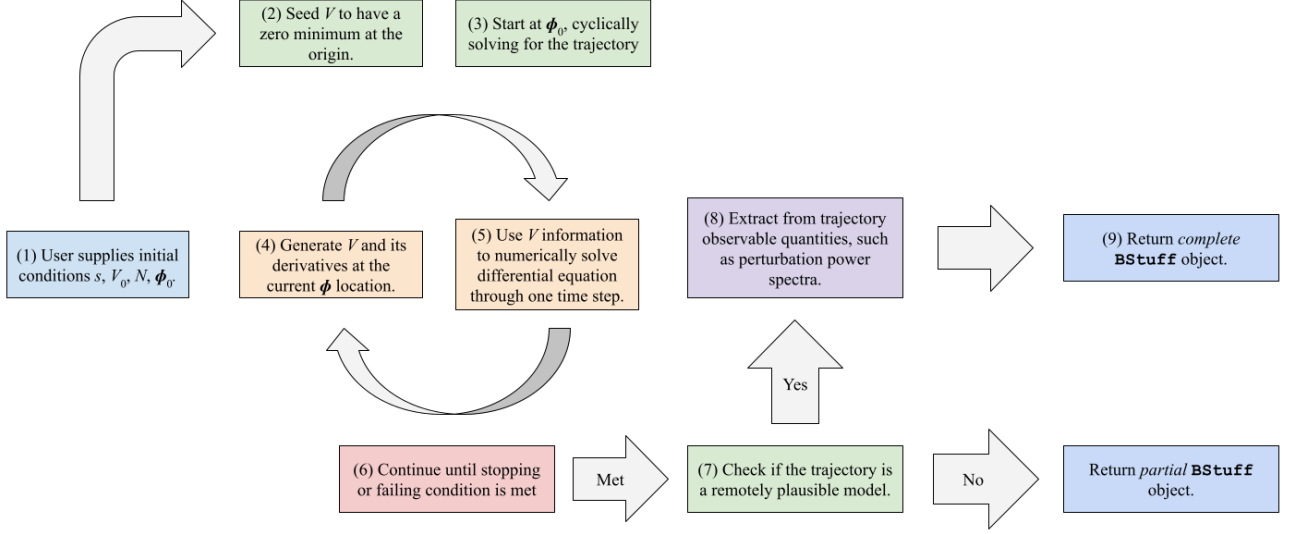 (2) Seed V to have a
zero minimum at the
origin.
(3) Start at ϕ₀, cyclically
solving for the trajectory
(1) User supplies initial
conditions s, V₀, N, ϕ₀.
(4) Generate V and its
derivatives at the
current ϕ location.
(5) Use V information
to numerically solve
differential equation
through one time step.
(8) Extract from trajectory
observable quantities, such
as perturbation power
spectra.
(9) Return complete
BStuff object.
Yes
(6) Continue until stopping
or failing condition is met
Met
(7) Check if the trajectory is
a remotely plausible model.
No
Return partial BStuff
object.